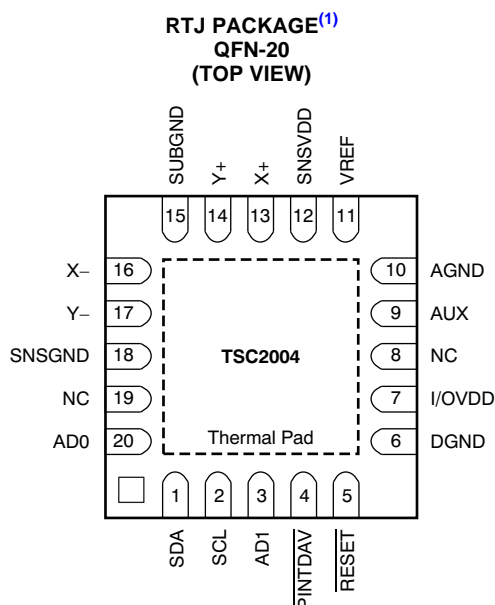 RTJ PACKAGE(1)
QFN-20
(TOP VIEW)
SUBGND
Y+
X+
SNSVDD
VREF
15
14
13
12
11
X−
16
10
AGND
Y−
17
9
AUX
SNSGND
18
TSC2004
8
NC
NC
19
7
I/OVDD
AD0
20
Thermal Pad
6
DGND
1
2
3
4
5
SDA
SCL
AD1
PINTDAV
RESET